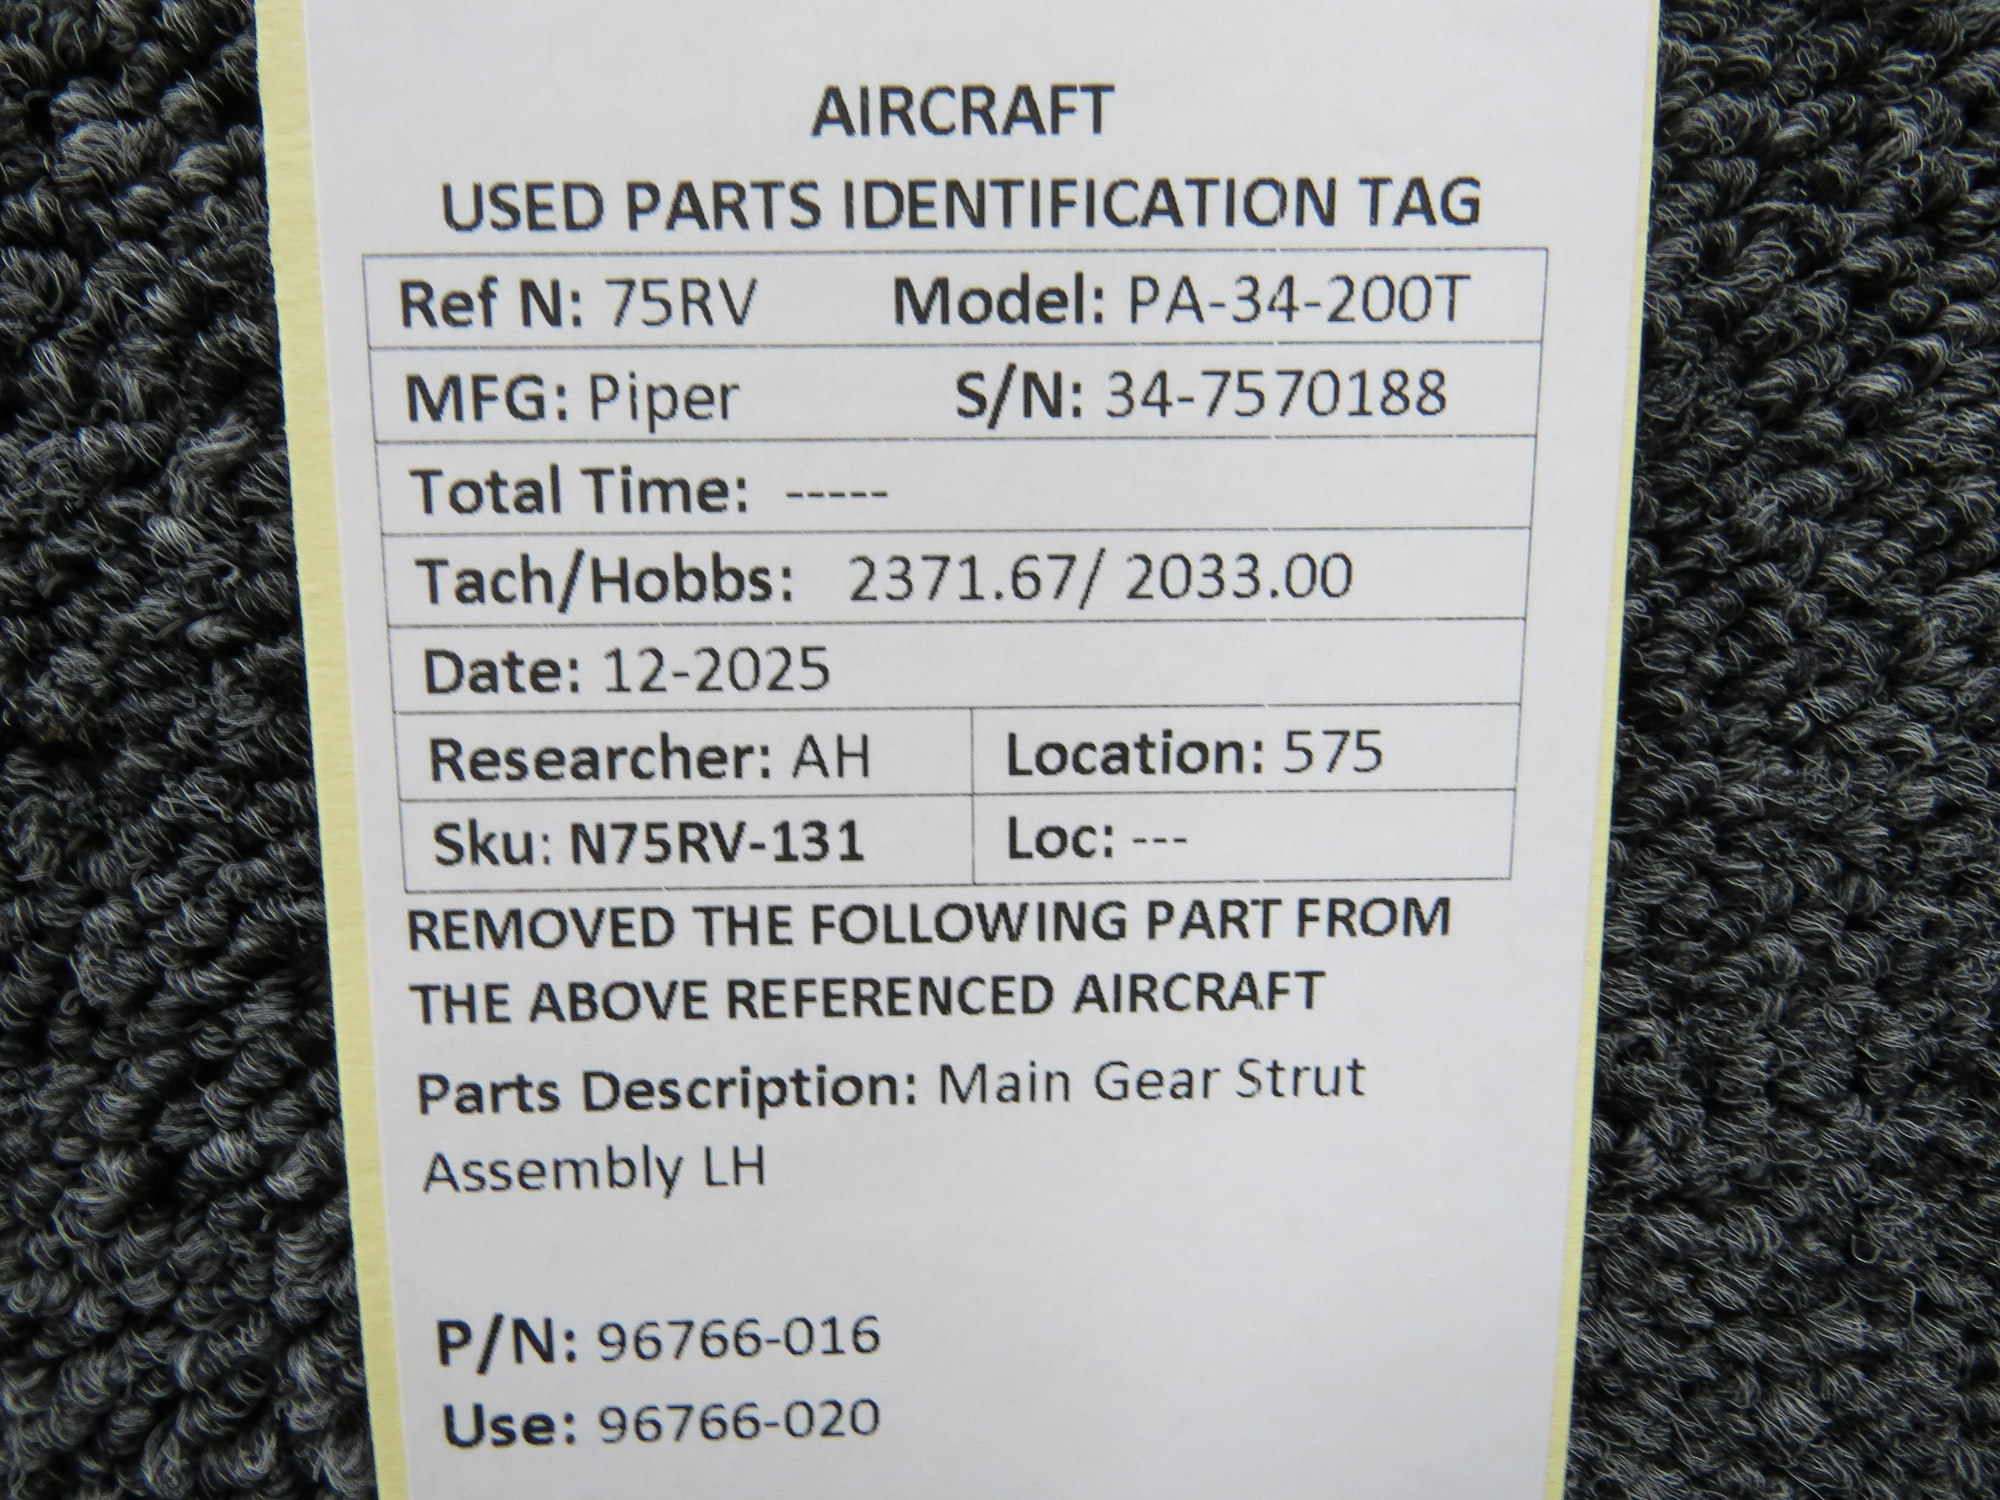 AIRCRAFT
USED PARTS IDENTIFICATION TAG
Ref N: 75RV Model: PA-34-200T
MFG: Piper S/N: 34-7570188
Total Time: -----
Tach/Hobbs: 2371.67/ 2033.00
Date: 12-2025
Researcher: AH Location: 575
Sku: N75RV-131 Loc: ---
REMOVED THE FOLLOWING PART FROM
THE ABOVE REFERENCED AIRCRAFT
Parts Description: Main Gear Strut
Assembly LH
P/N: 96766-016
Use: 96766-020